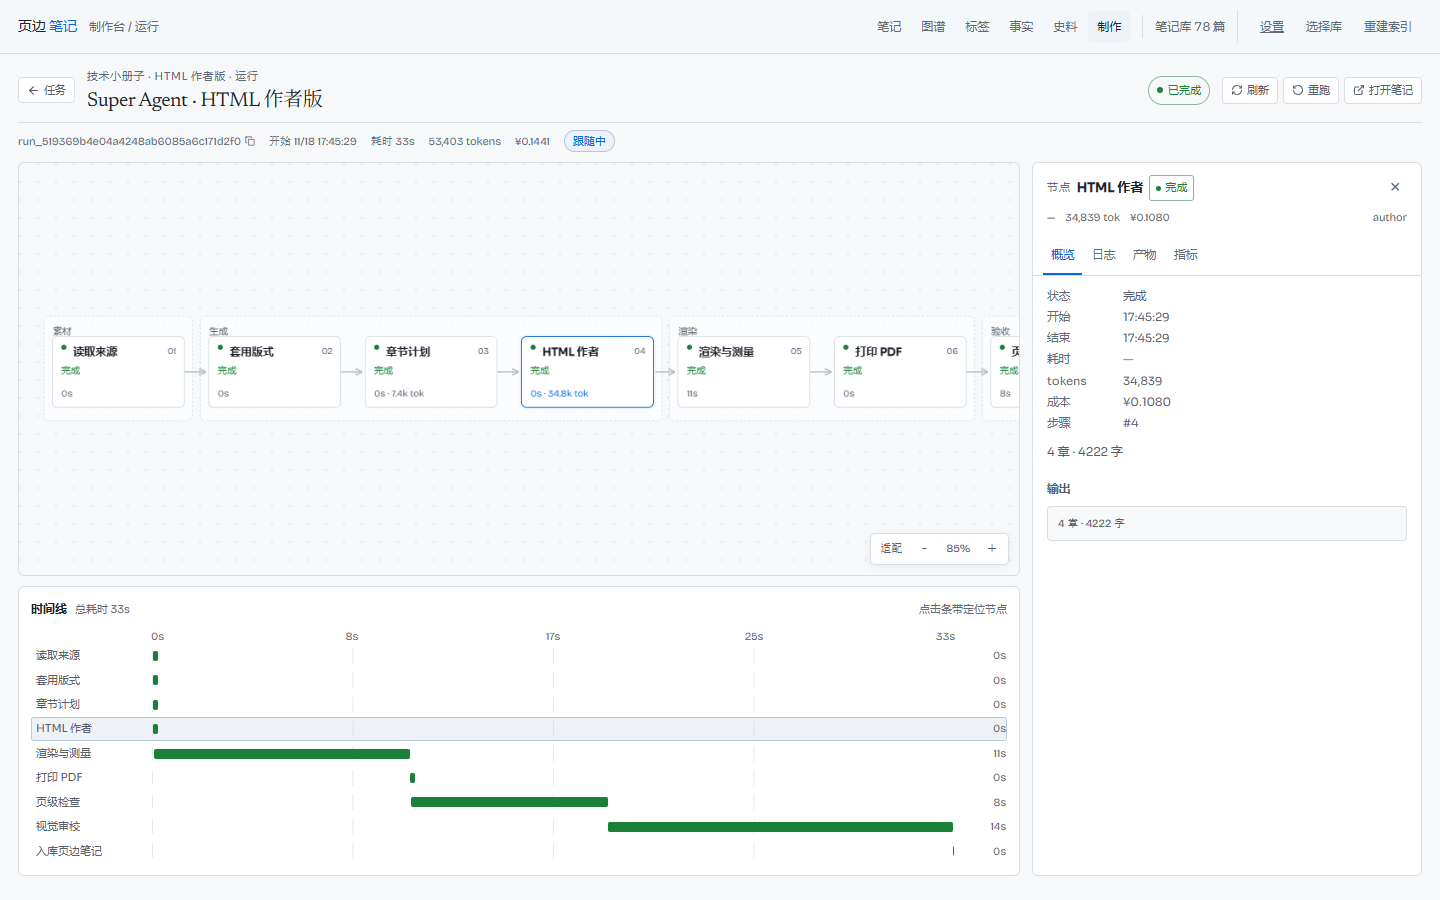 页边 笔记 制作台 / 运行 笔记 图谱 标签 事实 史料 制作 笔记库 78 篇 设置 选择库 重建索引
← 任务
技术小册子 · HTML 作者版 · 运行
Super Agent · HTML 作者版
已完成 刷新 重跑 打开笔记
run_519369b4e04a4248ab6085a6c171d2f0 开始 11/18 17:45:29 耗时 33s 53,403 tokens ¥0.1441 跟随中
素材
读取来源 01
完成
0s
生成
套用版式 02
完成
0s
章节计划 03
完成
0s · 7.4k tok
HTML 作者 04
完成
0s · 34.8k tok
渲染
渲染与测量 05
完成
11s
打印 PDF 06
完成
0s
验收
完成
8s
适配 - 85% +
时间线 总耗时 33s 点击条带定位节点
0s 8s 17s 25s 33s
读取来源 0s
套用版式 0s
章节计划 0s
HTML 作者 0s
渲染与测量 11s
打印 PDF 0s
页级检查 8s
视觉审校 14s
入库页边笔记 0s
节点 HTML 作者 完成 ×
— 34,839 tok ¥0.1080 author
概览 日志 产物 指标
状态 完成
开始 17:45:29
结束 17:45:29
耗时 —
tokens 34,839
成本 ¥0.1080
步骤 #4
4 章 · 4222 字
输出
4 章 · 4222 字